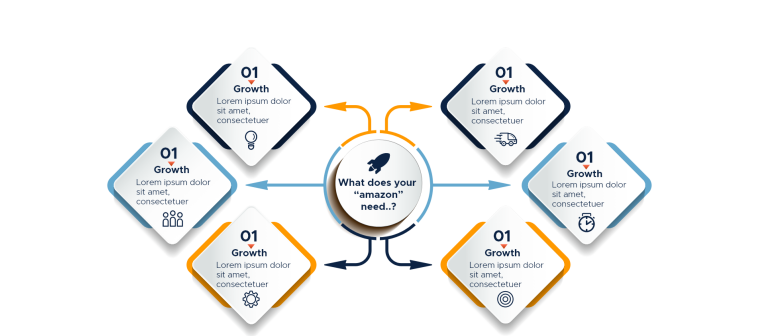 01
Growth
Lorem ipsum dolor
sit amet,
consectetuer
01
Growth
Lorem ipsum dolor
sit amet,
consectetuer
01
Growth
Lorem ipsum dolor
sit amet,
consectetuer
What does your
“amazon”
need..?
01
Growth
Lorem ipsum dolor
sit amet,
consectetuer
01
Growth
Lorem ipsum dolor
sit amet,
consectetuer
01
Growth
Lorem ipsum dolor
sit amet,
consectetuer